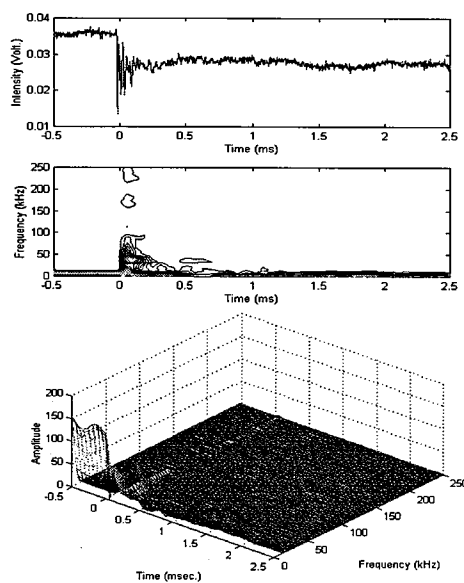 0.04
0.03
0.02
0.01
Intensity (Volt.)
-0.5 0 0.5 1 1.5 2 2.5
Time (ms)
250
200
150
100
50
0
Frequency (kHz)
-0.5 0 0.5 1 1.5 2 2.5
Time (ms)
200
150
100
50
0
Amplitude
-0.5 0 0.5 1 1.5 2 2.5
Time (msec.)
0 50 100 150 200 250
Frequency (kHz)